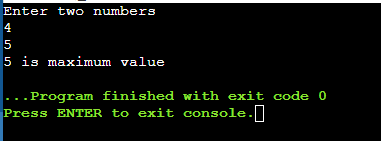 Enter two numbers
4
5
5 is maximum value
...Program finished with exit code 0
Press ENTER to exit console.